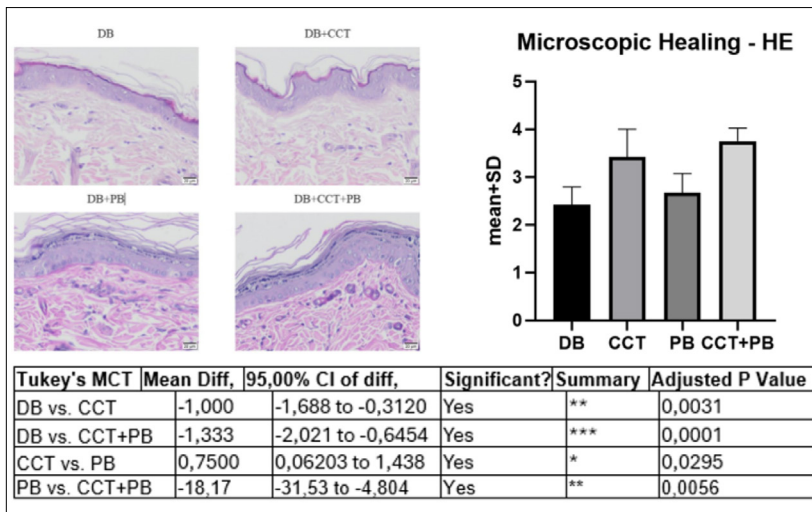 DB
DB+CCT
DB+PB
DB+CCT+PB
Microscopic Healing - HE
mean+SD
5
4
3
2
1
0
DB CCT PB CCT+PB
Tukey's MCT Mean Diff, 95,00% CI of diff, Significant? Summary Adjusted P Value
DB vs. CCT -1,000 -1,688 to -0,3120 Yes ** 0,0031
DB vs. CCT+PB -1,333 -2,021 to -0,6454 Yes *** 0,0001
CCT vs. PB 0,7500 0,06203 to 1,438 Yes * 0,0295
PB vs. CCT+PB -18,17 -31,53 to -4,804 Yes ** 0,0056